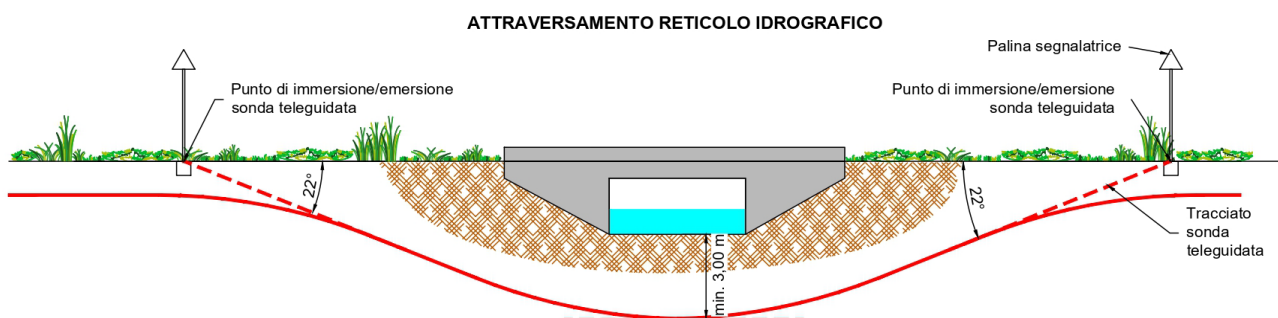 ATTRAVERSAMENTO RETICOLO IDROGRAFICO
Palina segnalatrice
Punto di immersione/emersione
sonda teleguidata
Punto di immersione/emersione
sonda teleguidata
22°
22°
min. 3,00 m
Tracciato
sonda
teleguidata